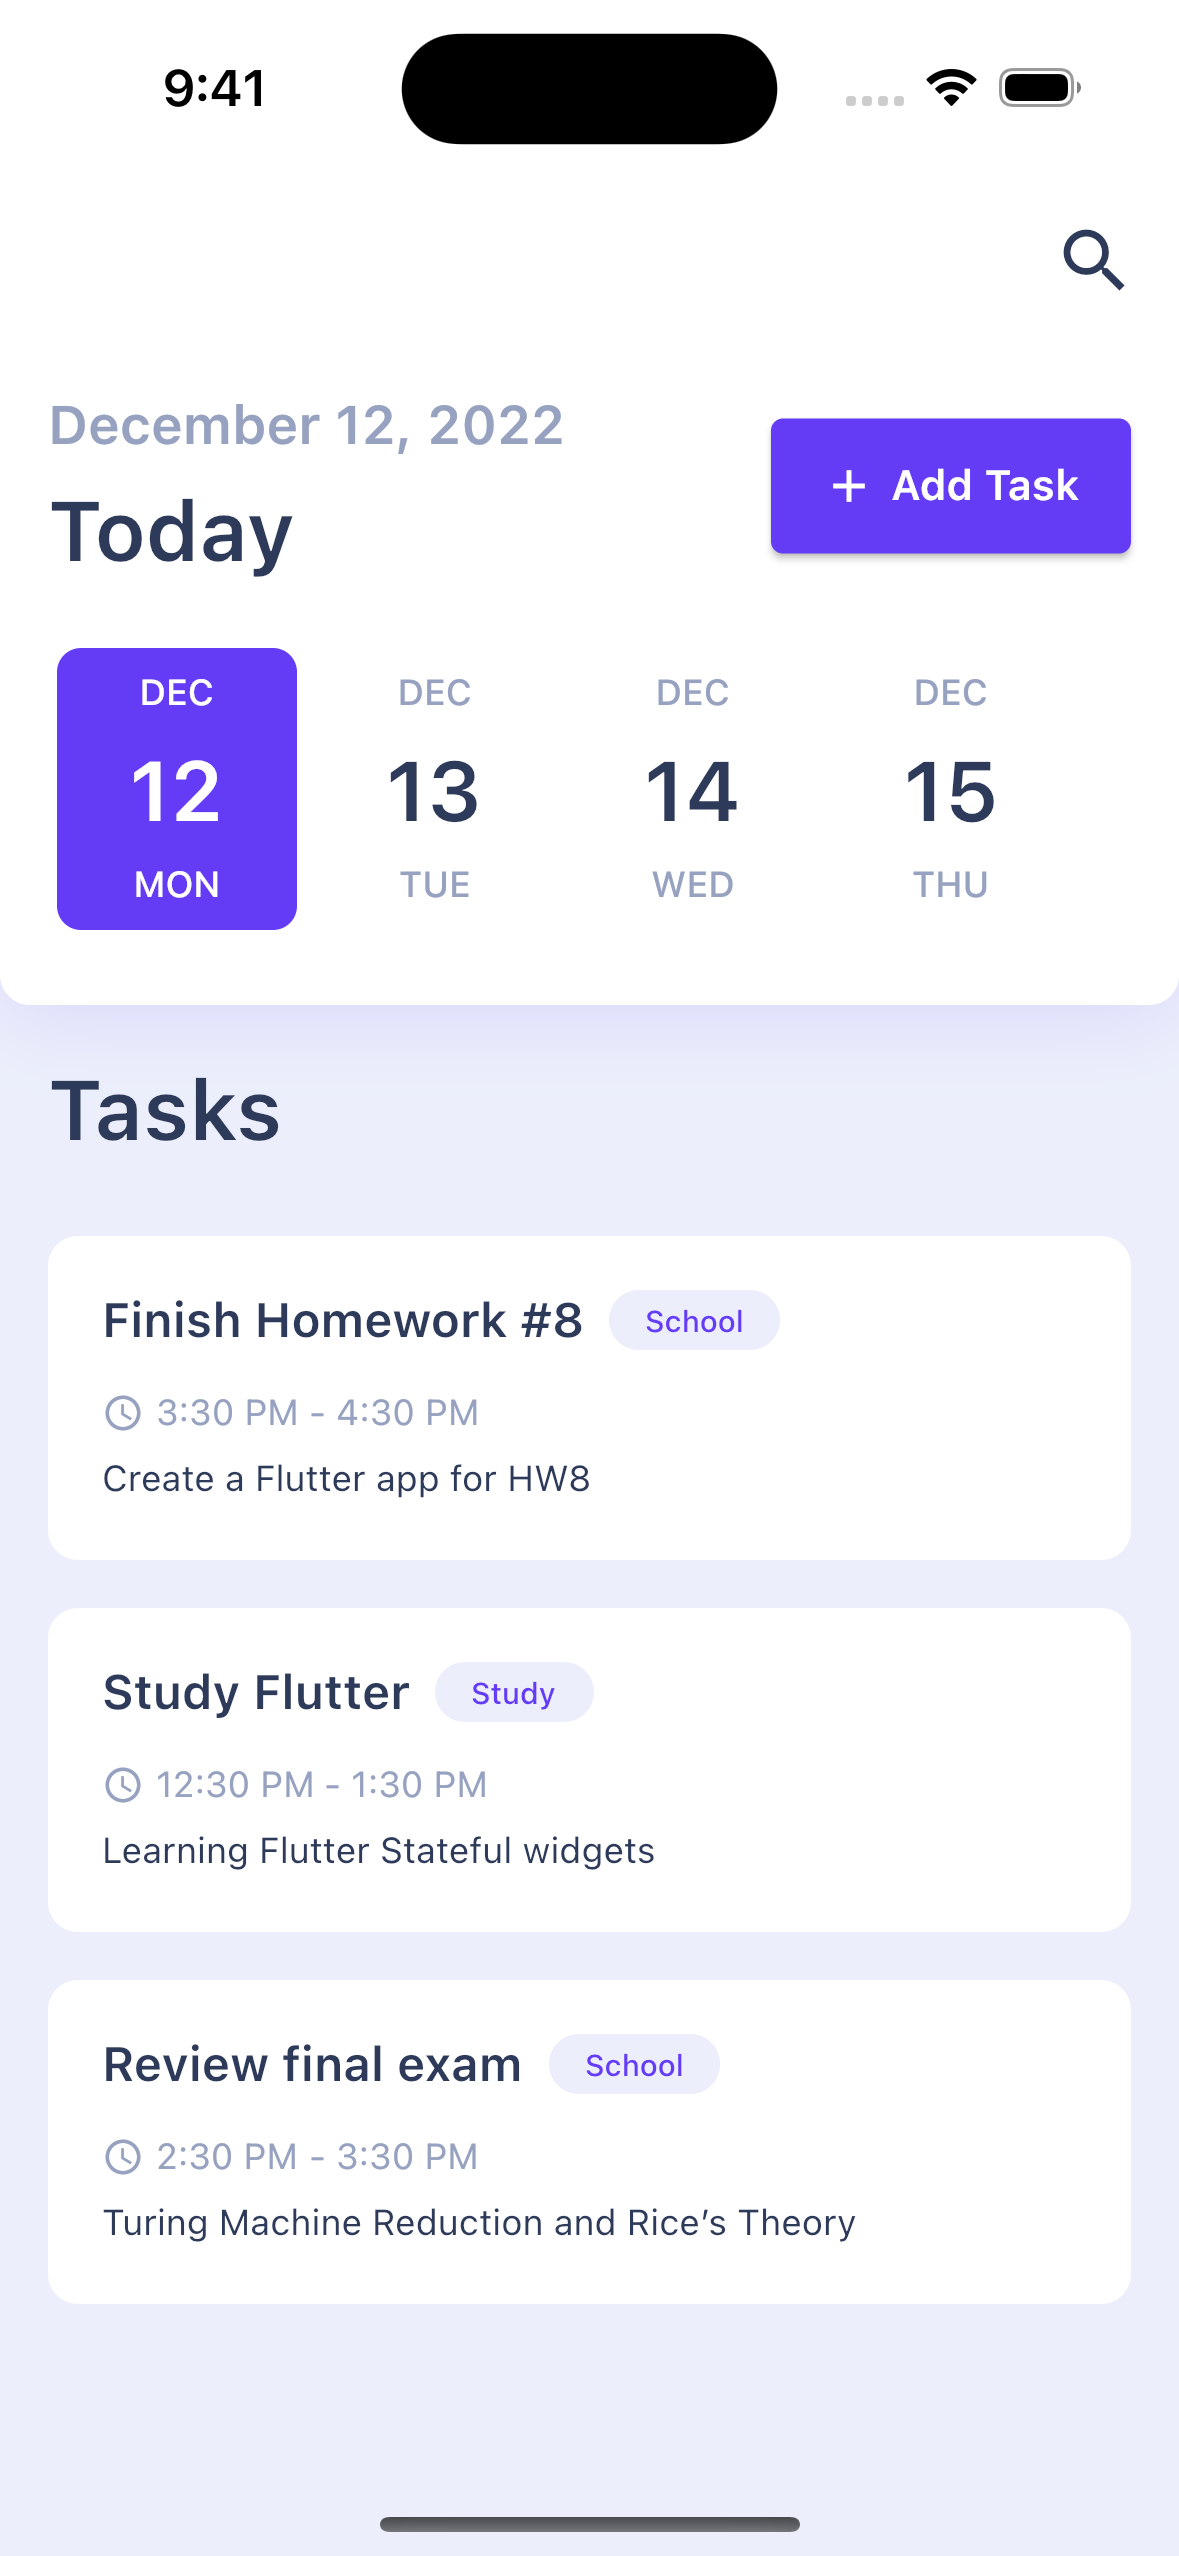 9:41
December 12, 2022
Today
+ Add Task
DEC DEC DEC DEC
12 13 14 15
MON TUE WED THU
Tasks
Finish Homework #8 School
3:30 PM - 4:30 PM
Create a Flutter app for HW8
Study Flutter Study
12:30 PM - 1:30 PM
Learning Flutter Stateful widgets
Review final exam School
2:30 PM - 3:30 PM
Turing Machine Reduction and Rice’s Theory